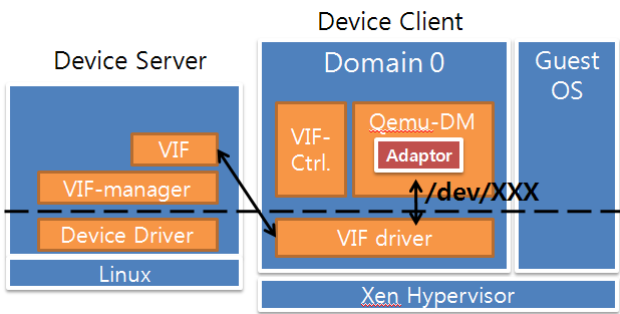 Device Client
Device Server
Domain 0
Guest
OS
VIF-
Ctrl.
Qemu-DM
Adaptor
VIF
VIF-manager
/dev/XXX
Device Driver
VIF driver
Linux
Xen Hypervisor